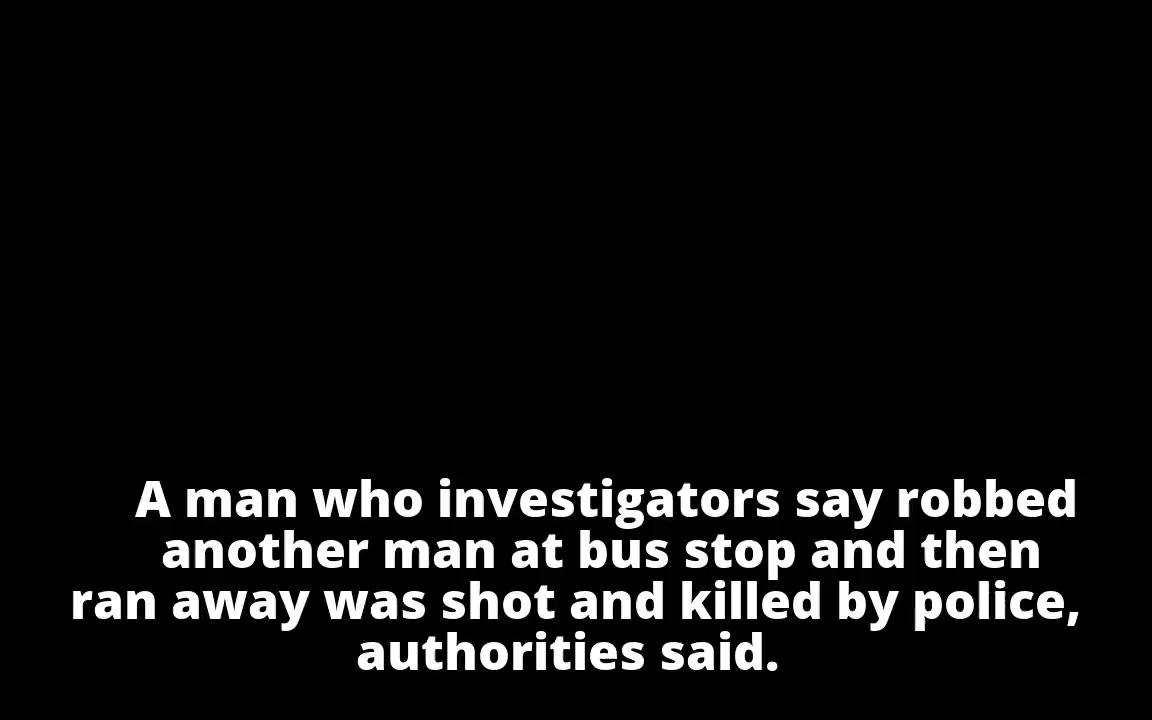 A man who investigators say robbed
another man at bus stop and then
ran away was shot and killed by police,
authorities said.